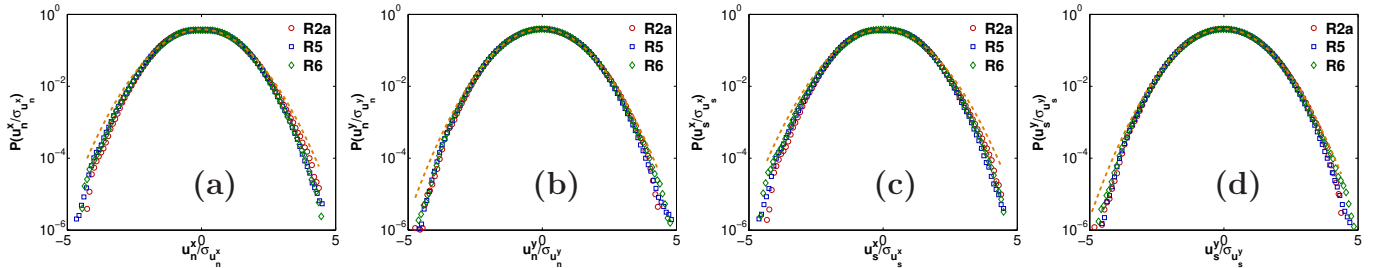 10^0
10^-2
10^-4
10^-6
P(u_n^x/σ_{u_n^x})
R2a
R5
R6
(a)
−5 0 5
u_n^x/σ_{u_n^x}
10^0
10^-2
10^-4
10^-6
P(u_n^y/σ_{u_n^y})
R2a
R5
R6
(b)
−5 0 5
u_n^y/σ_{u_n^y}
10^0
10^-2
10^-4
10^-6
P(u_s^x/σ_{u_s^x})
R2a
R5
R6
(c)
−5 0 5
u_s^x/σ_{u_s^x}
10^0
10^-2
10^-4
10^-6
P(u_s^y/σ_{u_s^y})
R2a
R5
R6
(d)
−5 0 5
u_s^y/σ_{u_s^y}